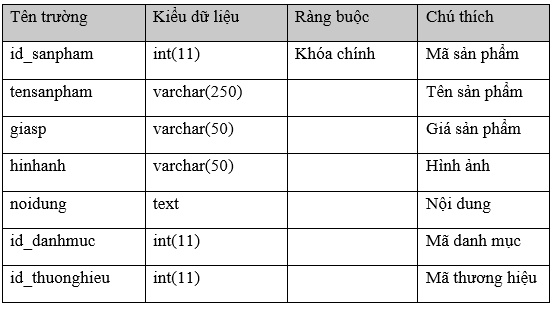 Tên trường Kiểu dữ liệu Ràng buộc Chú thích
id_sanpham int(11) Khóa chính Mã sản phẩm
tensanpham varchar(250) Tên sản phẩm
giasp varchar(50) Giá sản phẩm
hinhanh varchar(50) Hình ảnh
noidung text Nội dung
id_danhmuc int(11) Mã danh mục
id_thuonghieu int(11) Mã thương hiệu